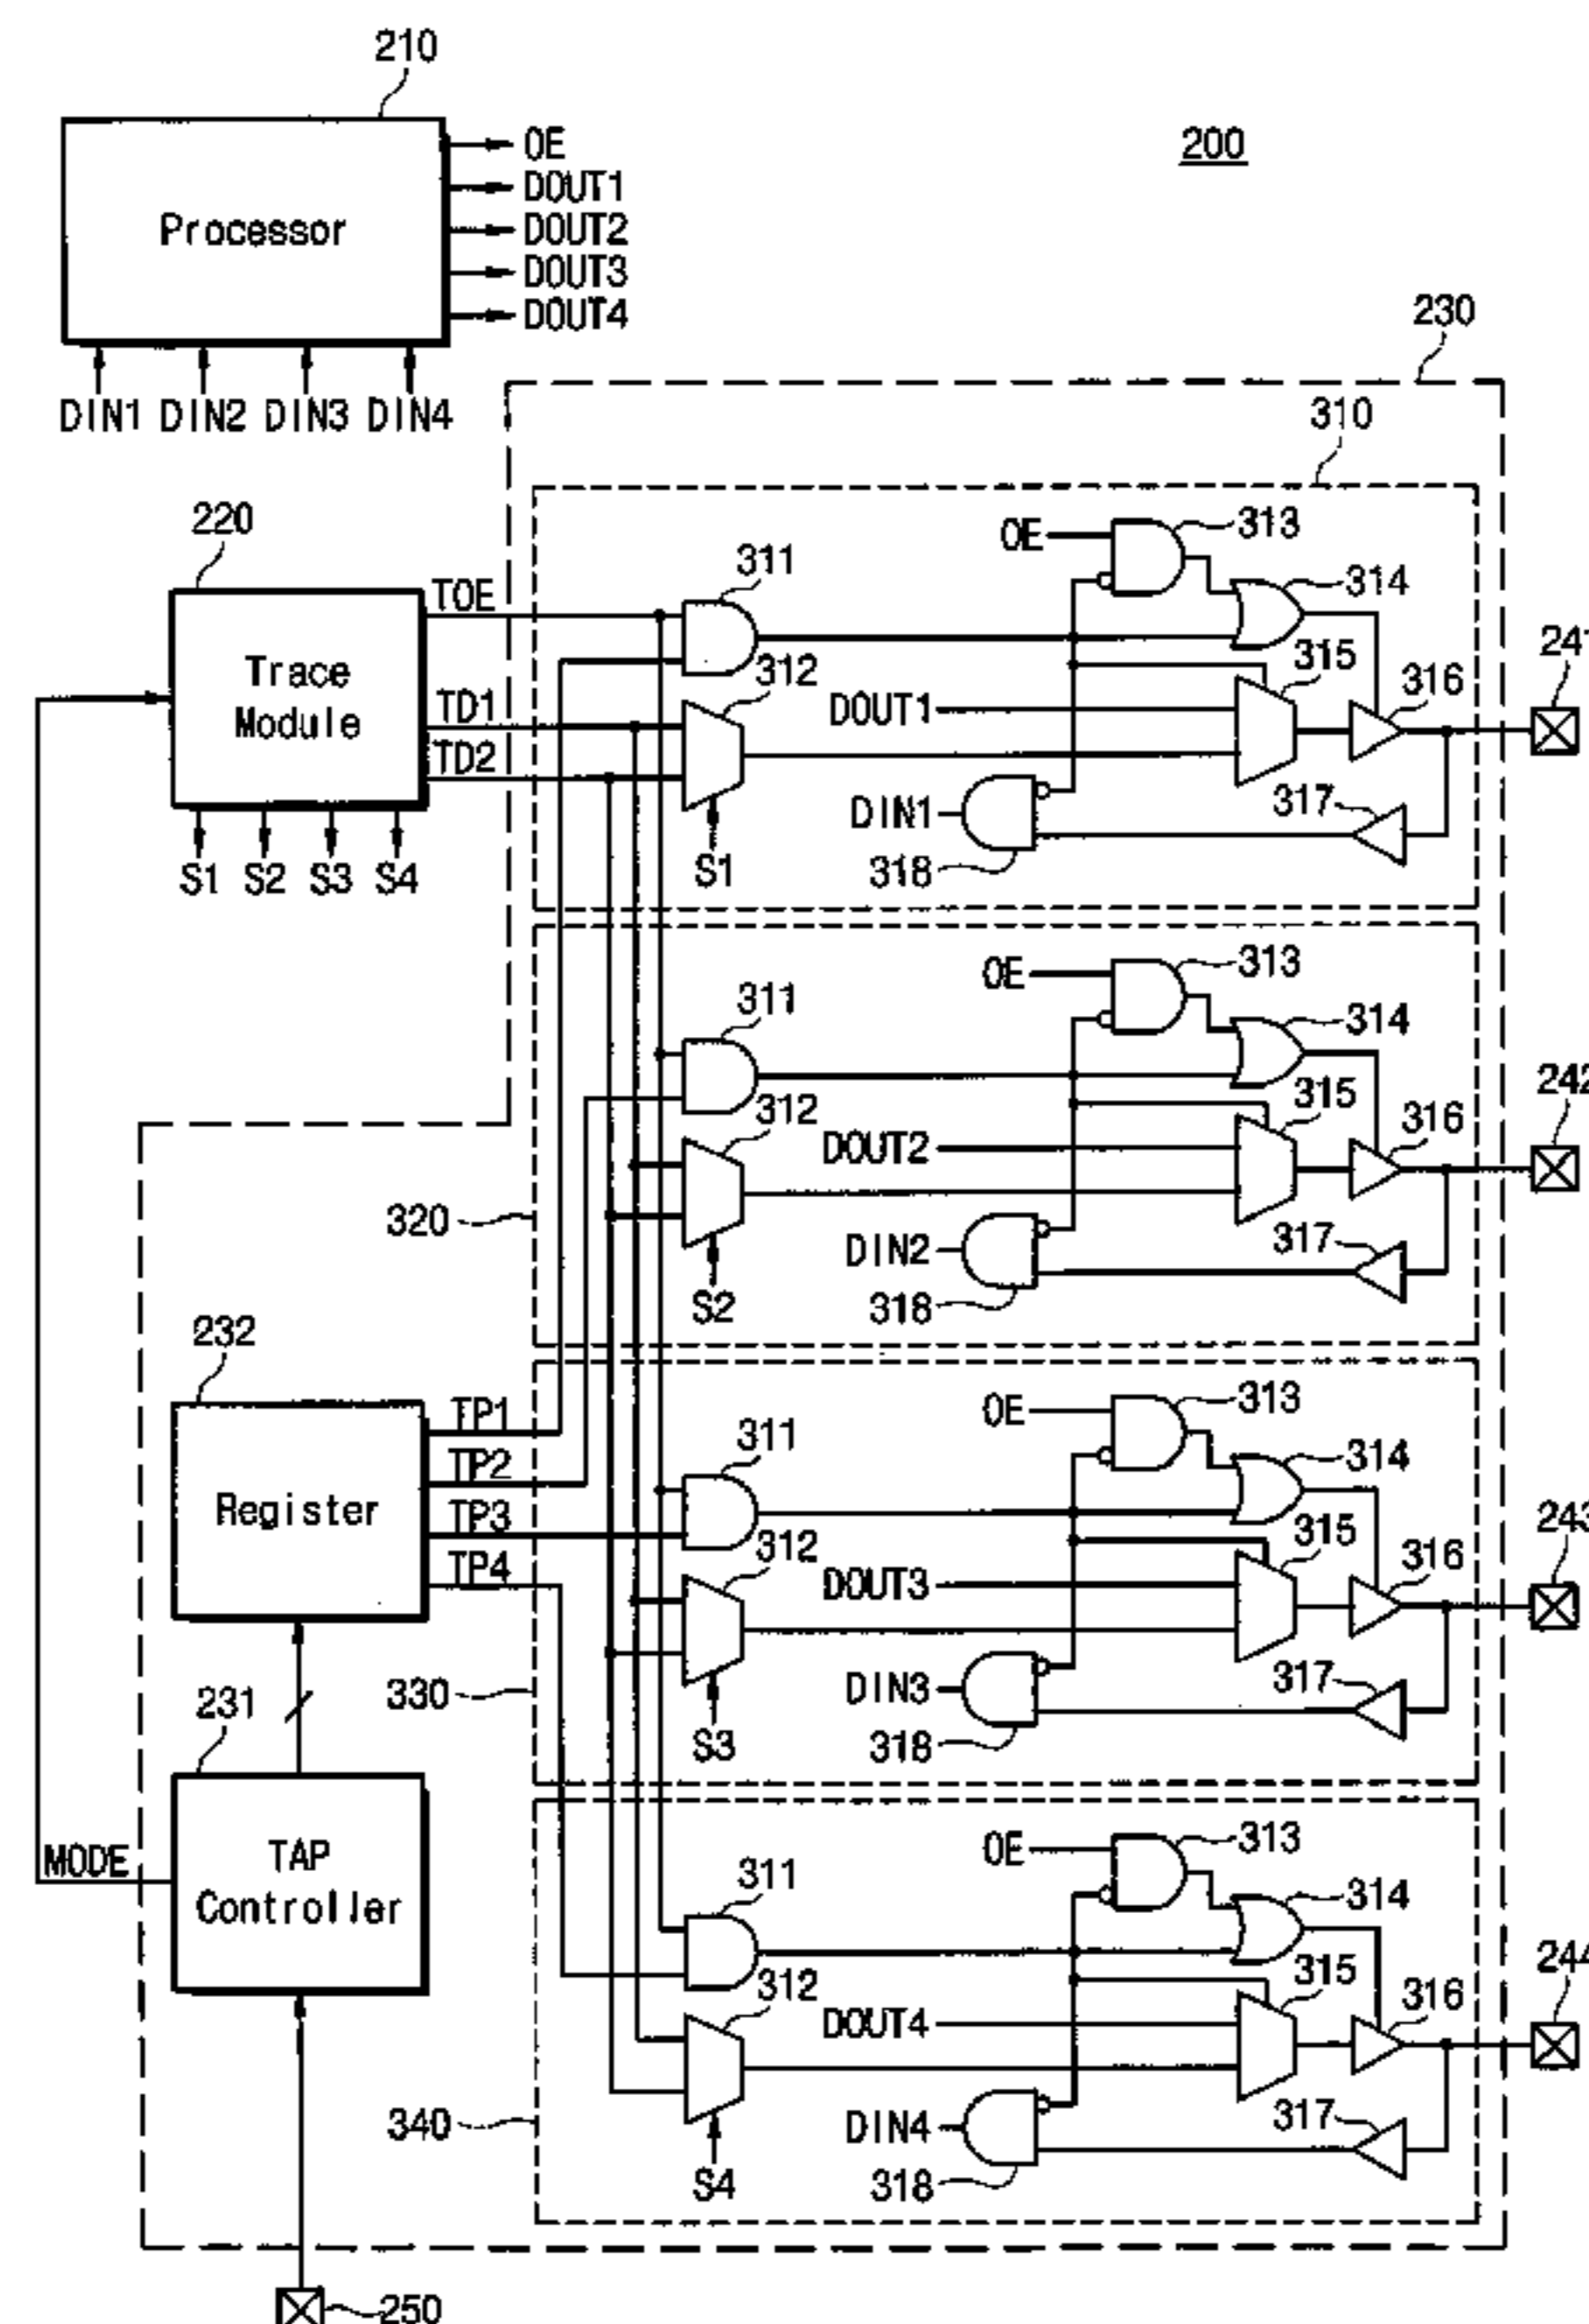 210
OE
DOUT1
Processor
DOUT2
DOUT3
DOUT4
DIN1 DIN2 DIN3 DIN4
200
230
310
220
TOE
Trace
Module
TD1
TD2
S1 S2 S3 S4
311
312
S1
OE
313
314
315
316
DOUT1
DIN1
317
318
241
320
311
312
S2
OE
313
314
315
316
DOUT2
DIN2
317
318
242
232
Register
TP1
TP2
TP3
TP4
330
311
312
S3
OE
313
314
315
316
DOUT3
DIN3
317
318
243
231
TAP
Controller
MODE
340
311
312
S4
OE
313
314
315
316
DOUT4
DIN4
317
318
244
250